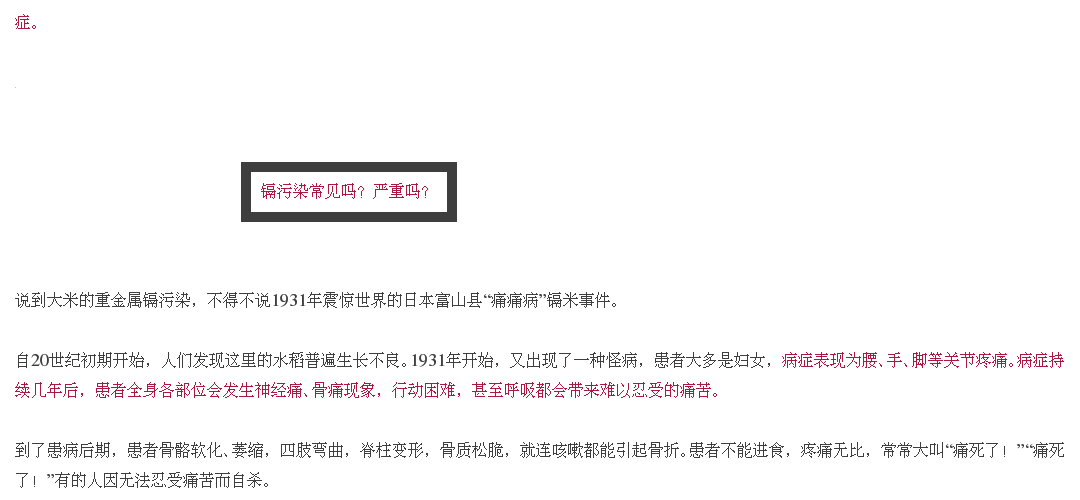 症。
镉污染常见吗？严重吗？
说到大米的重金属镉污染，不得不说1931年震惊世界的日本富山县“痛痛病”镉米事件。
自20世纪初期开始，人们发现这里的水稻普遍生长不良。1931年开始，又出现了一种怪病，患者大多是妇女，病症表现为腰、手、脚等关节疼痛。病症持
续几年后，患者全身各部位会发生神经痛、骨痛现象，行动困难，甚至呼吸都会带来难以忍受的痛苦。
到了患病后期，患者骨骼软化、萎缩，四肢弯曲，脊柱变形，骨质松脆，就连咳嗽都能引起骨折。患者不能进食，疼痛无比，常常大叫“痛死了！”“痛死
了！”有的人因无法忍受痛苦而自杀。